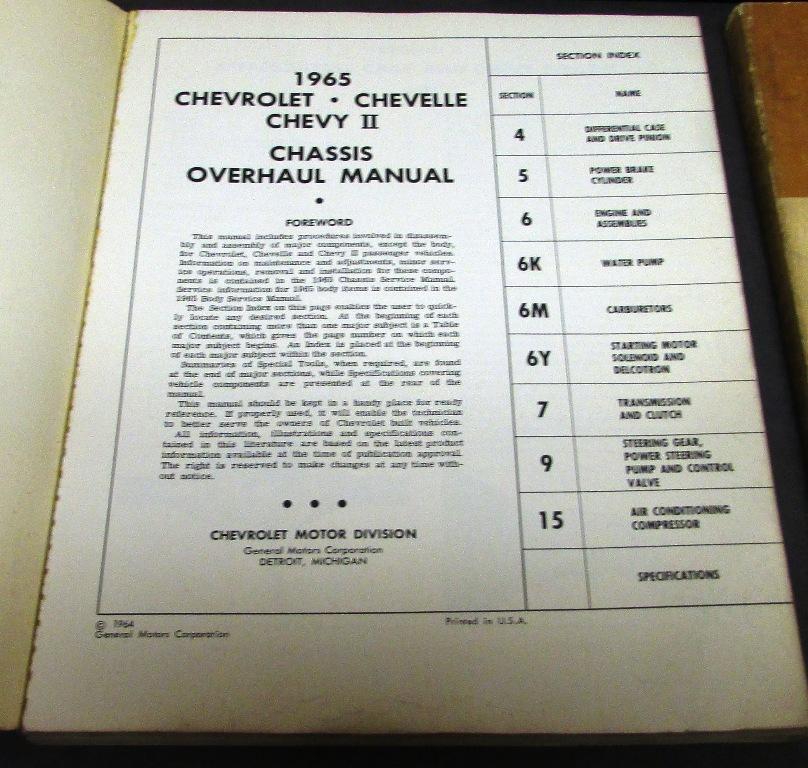 1965
CHEVROLET • CHEVELLE
CHEVY II
CHASSIS
OVERHAUL MANUAL
•
FOREWORD
This manual includes procedures involved in disassem-
bly and assembly of major components, except the body,
for Chevrolet, Chevelle and Chevy II passenger vehicles.
Information on maintenance and adjustments, minor serv-
ice operations, removal and installation for these compo-
nents is contained in the 1965 Chassis Service Manual.
Service information for 1965 body items is contained in the
1965 Body Service Manual.
The Section Index on this page enables the user to quick-
ly locate any desired section. At the beginning of each
section containing more than one major subject is a Table
of Contents, which gives the page number on which each
major subject begins. An Index is placed at the beginning
of each major subject within the section.
Summaries of Special Tools, when required, are found
at the end of major sections, while Specifications covering
vehicle components are presented at the rear of the
manual.
This manual should be kept in a handy place for ready
reference. If properly used, it will enable the technician
to better serve the owners of Chevrolet built vehicles.
All information, illustrations and specifications con-
tained in this literature are based on the latest product
information available at the time of publication approval.
The right is reserved to make changes at any time with-
out notice.
• • •
CHEVROLET MOTOR DIVISION
General Motors Corporation
DETROIT, MICHIGAN
SECTION INDEX
SECTION NAME
4 DIFFERENTIAL CASE
AND DRIVE PINION
5 POWER BRAKE
CYLINDER
6 ENGINE AND
ASSEMBLIES
6K WATER PUMP
6M CARBURETORS
6Y STARTING MOTOR
SOLENOID AND
DELCOTRON
7 TRANSMISSION
AND CLUTCH
9 STEERING GEAR,
POWER STEERING
PUMP AND CONTROL
VALVE
15 AIR CONDITIONING
COMPRESSOR
SPECIFICATIONS
© 1964
General Motors Corporation
Printed in U.S.A.